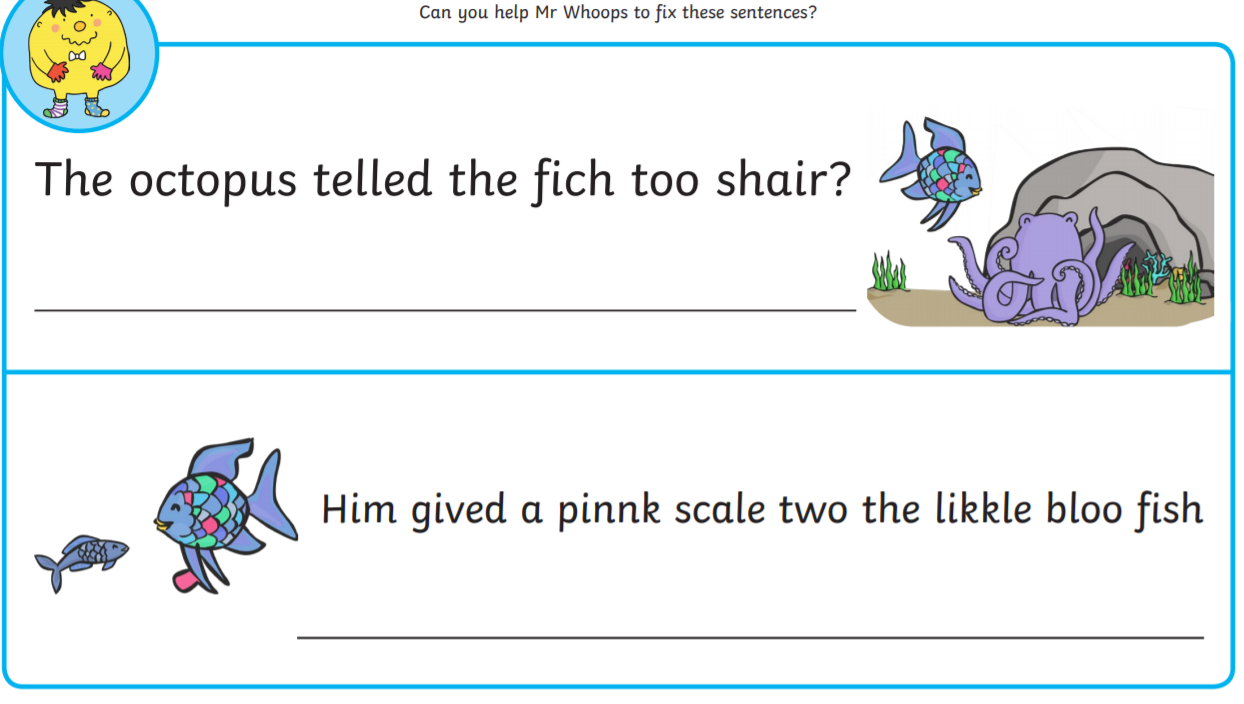 Can you help Mr Whoops to fix these sentences?
The octopus telled the fich too shair?
Him gived a pinnk scale two the likkle bloo fish